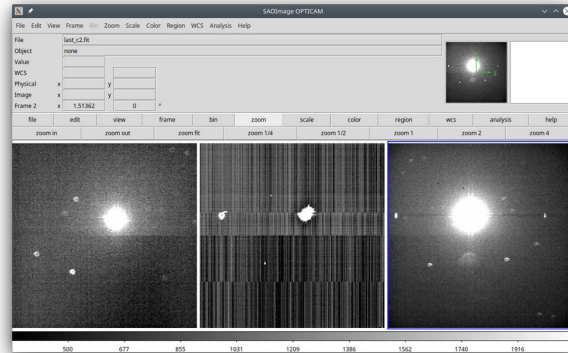 SAOImage OPTICAM
File Edit View Frame Bin Zoom Scale Color Region WCS Analysis Help
File last_c2.fit
Object none
Value
WCS
Physical x y
Image x y
Frame 2 x 1.51362 0 °
file edit view frame bin zoom scale color region wcs analysis help
zoom in zoom out zoom fit zoom 1/4 zoom 1/2 zoom 1 zoom 2 zoom 4
500 677 855 1031 1209 1386 1562 1740 1916